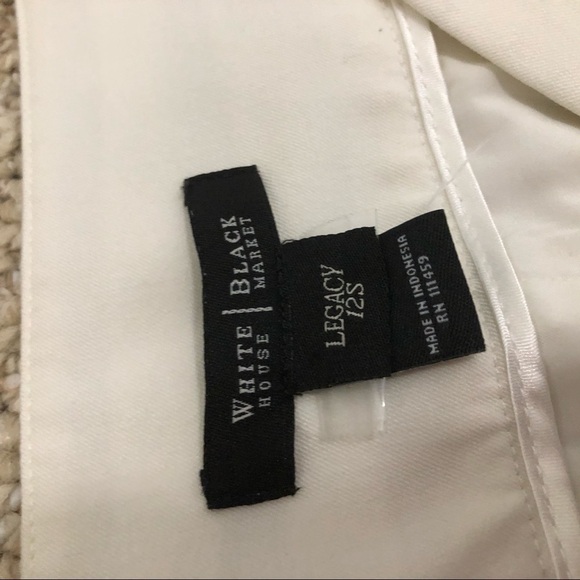 WHITE | BLACK
HOUSE | MARKET
LEGACY
12S
MADE IN INDONESIA
RN 111459